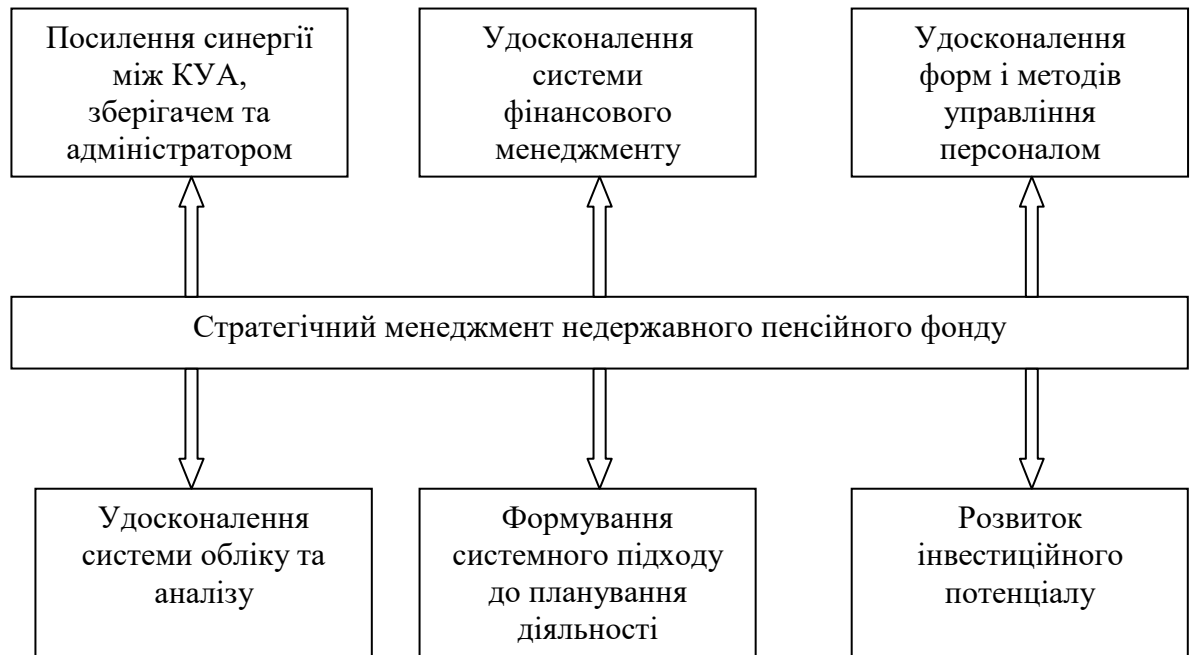 Посилення синергії
між КУА,
зберігачем та
адміністратором
Удосконалення
системи
фінансового
менеджменту
Удосконалення
форм і методів
управління
персоналом
Стратегічний менеджмент недержавного пенсійного фонду
Удосконалення
системи обліку та
аналізу
Формування
системного підходу
до планування
діяльності
Розвиток
інвестиційного
потенціалу